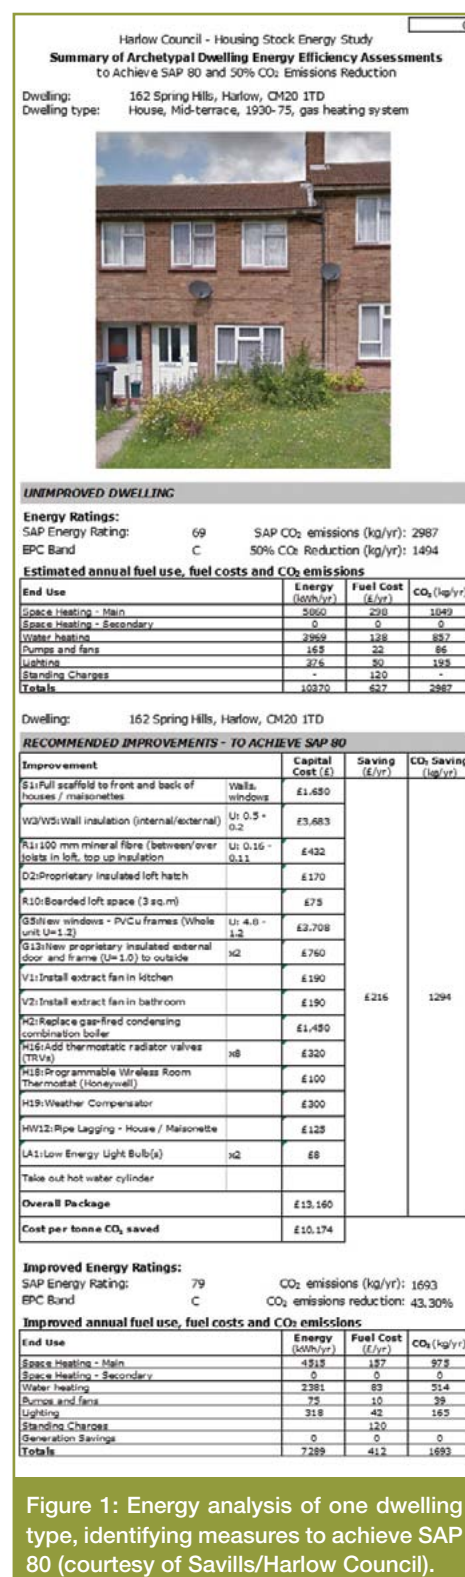 Harlow Council - Housing Stock Energy Study
Summary of Archetypal Dwelling Energy Efficiency Assessments
to Achieve SAP 80 and 50% CO₂ Emissions Reduction
Dwelling: 162 Spring Hills, Harlow, CM20 1TD
Dwelling type: House, Mid-terrace, 1930-75, gas heating system
UNIMPROVED DWELLING
Energy Ratings:
SAP Energy Rating: 69 SAP CO₂ emissions (kg/yr): 2987
EPC Band C 50% CO₂ Reduction (kg/yr): 1494
Estimated annual fuel use, fuel costs and CO₂ emissions
End Use Energy (kWh/yr) Fuel Cost (£/yr) CO₂ (kg/yr)
Space Heating - Main 5860 298 1849
Space Heating - Secondary 0 0 0
Water heating 3969 138 857
Pumps and fans 165 22 86
Lighting 376 50 195
Standing Charges - 120 -
Totals 10370 627 2987
Dwelling: 162 Spring Hills, Harlow, CM20 1TD
RECOMMENDED IMPROVEMENTS - TO ACHIEVE SAP 80
Improvement Capital Cost (£) Saving (£/yr) CO₂ Saving (kg/yr)
S1:Full scaffold to front and back of houses / maisonettes Walls, windows £1,650
W3/W5:Wall insulation (internal/external) U: 0.5 - 0.2 £3,683
R1:100 mm mineral fibre (between/over joists in loft, top up insulation U: 0.16 - 0.11 £432
D2:Proprietary insulated loft hatch £170
R10:Boarded loft space (3 sq.m) £75
G5:New windows - PVCu frames (Whole unit U=1.2) U: 4.8 - 1.2 £3,708
G13:New proprietary insulated external door and frame (U=1.0) to outside x2 £760
V1:Install extract fan in kitchen £190
V2:Install extract fan in bathroom £190 £216 1294
H2:Replace gas-fired condensing combination boiler £1,450
H16:Add thermostatic radiator valves (TRVs) x8 £320
H18:Programmable Wireless Room Thermostat (Honeywell) £100
H19:Weather Compensator £300
HW12:Pipe Lagging - House / Maisonette £125
LA1:Low Energy Light Bulb(s) x2 £8
Take out hot water cylinder
Overall Package £13,160
Cost per tonne CO₂ saved £10,174
Improved Energy Ratings:
SAP Energy Rating: 79 CO₂ emissions (kg/yr): 1693
EPC Band C CO₂ emissions reduction: 43.30%
Improved annual fuel use, fuel costs and CO₂ emissions
End Use Energy (kWh/yr) Fuel Cost (£/yr) CO₂ (kg/yr)
Space Heating - Main 4515 157 975
Space Heating - Secondary 0 0 0
Water heating 2381 83 514
Pumps and fans 75 10 39
Lighting 318 42 165
Standing Charges 120
Generation Savings 0 0 0
Totals 7289 412 1693
Figure 1: Energy analysis of one dwelling
type, identifying measures to achieve SAP
80 (courtesy of Savills/Harlow Council).